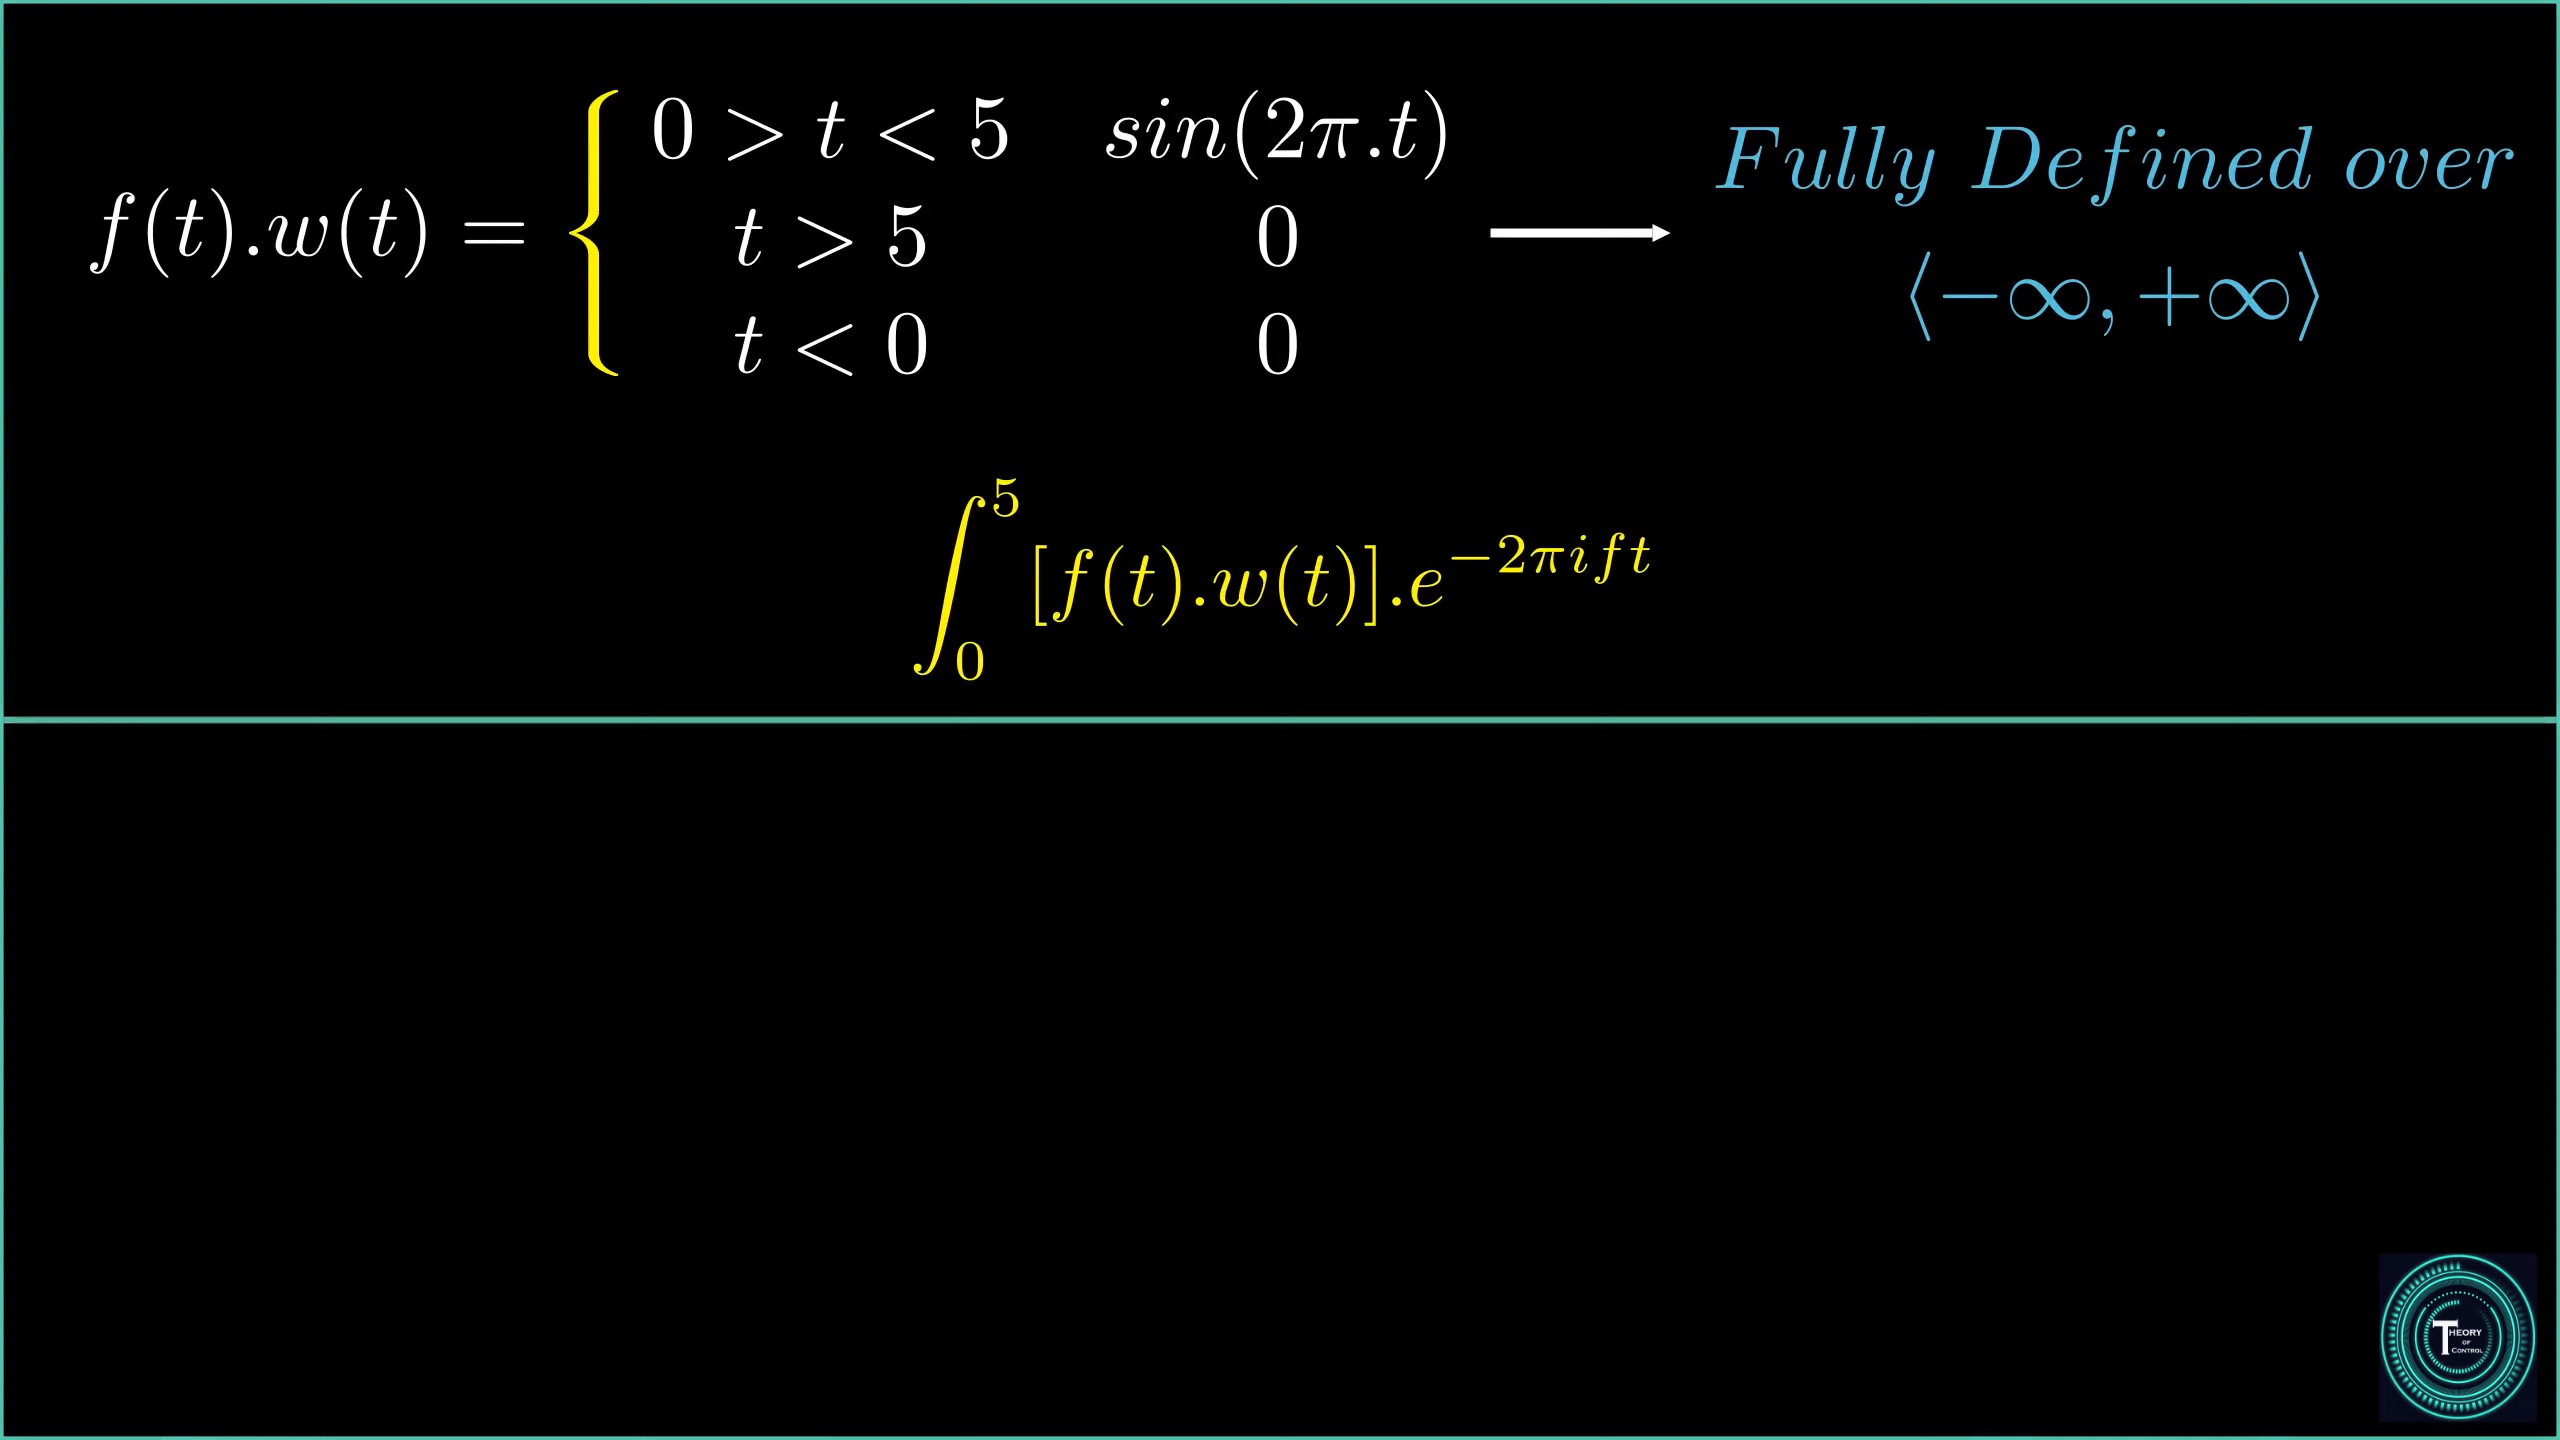 f(t).w(t) = { 0 > t < 5 sin(2π.t)
t > 5 0
t < 0 0
⟶ Fully Defined over
⟨−∞, +∞⟩
∫₀⁵ [f(t).w(t)].e^{−2πift}
THEORY
OF
CONTROL